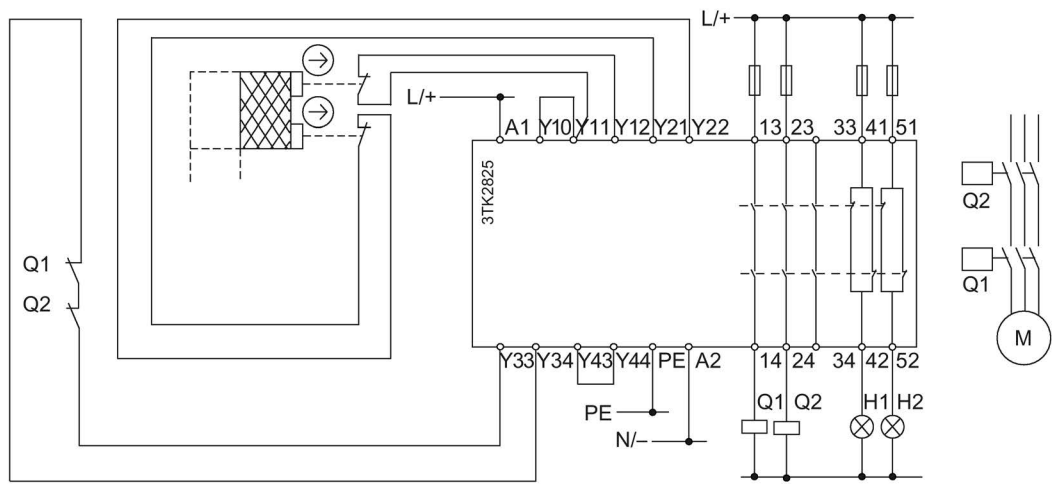 L/+
L/+
A1 Y10 Y11 Y12 Y21 Y22 13 23 33 41 51
3TK2825
Q2
Q1
Q1
Q2
M
Y33 Y34 Y43 Y44 PE A2 14 24 34 42 52
PE
Q1 Q2 H1 H2
N/–